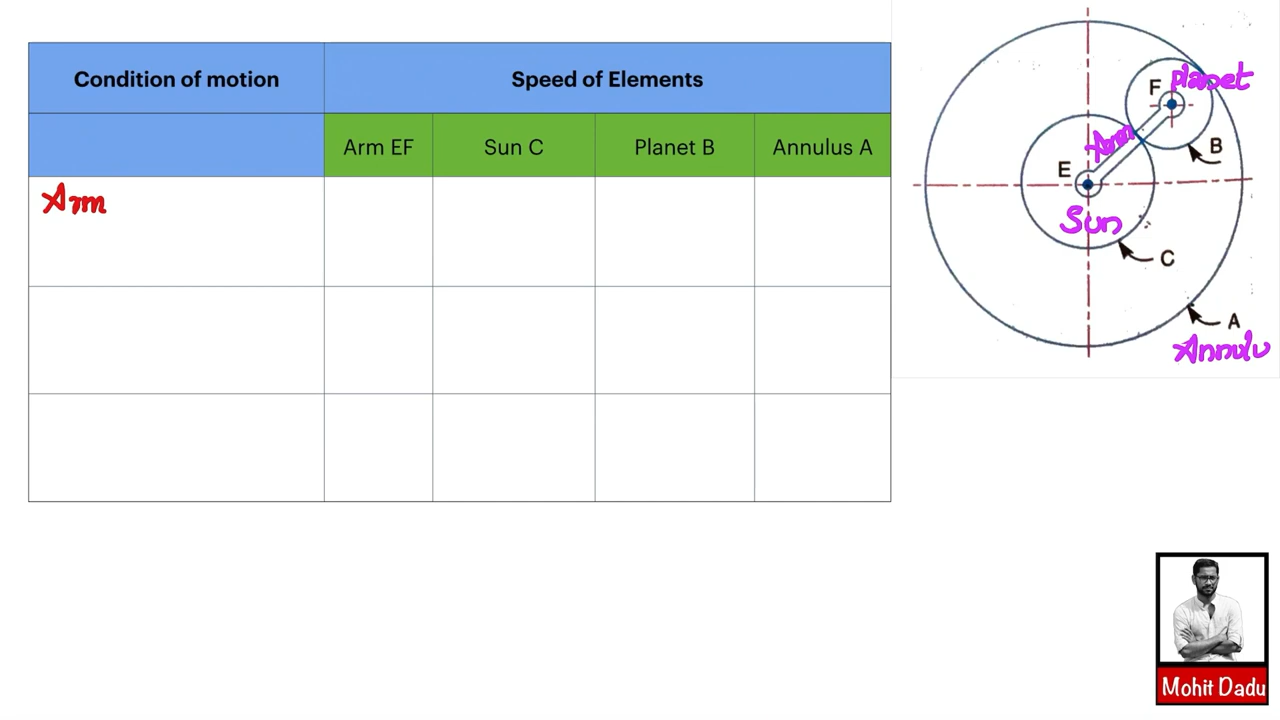 Condition of motion
Speed of Elements
Arm EF
Sun C
Planet B
Annulus A
Arm
F
Planet
Arm
B
E
Sun
C
A
Annulu
Mohit Dadu